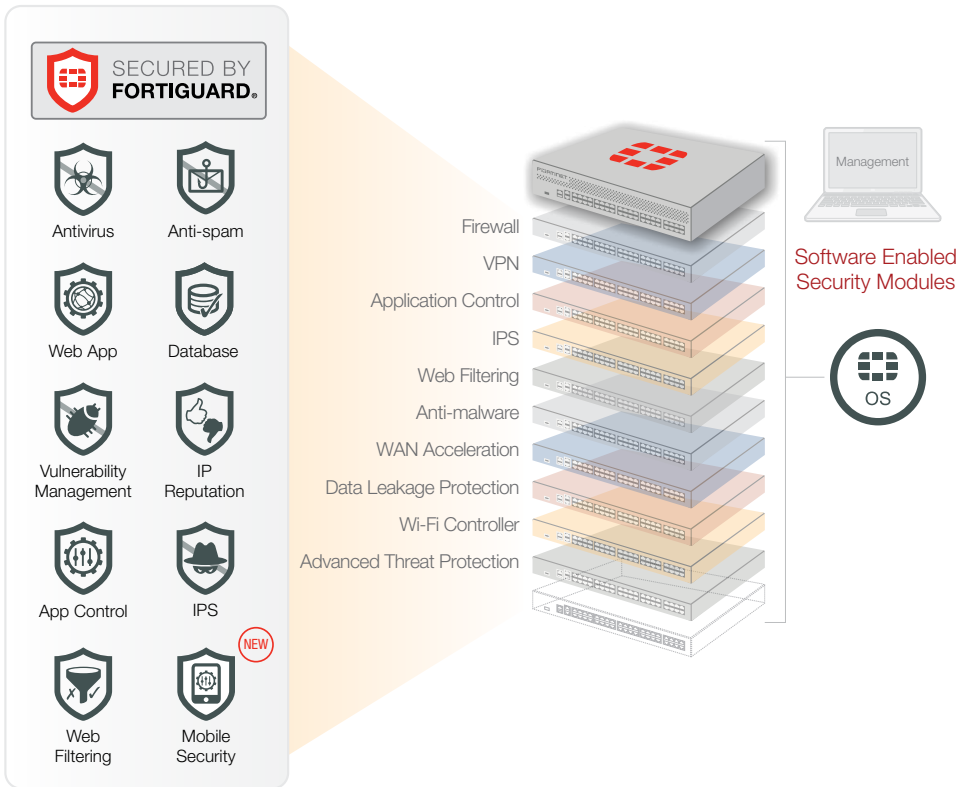 SECURED BY
FORTIGUARD®
Antivirus
Anti-spam
Web App
Database
Vulnerability
Management
IP
Reputation
App Control
IPS
NEW
Web
Filtering
Mobile
Security
FORTINET
Firewall
VPN
Application Control
IPS
Web Filtering
Anti-malware
WAN Acceleration
Data Leakage Protection
Wi-Fi Controller
Advanced Threat Protection
Management
Software Enabled
Security Modules
OS